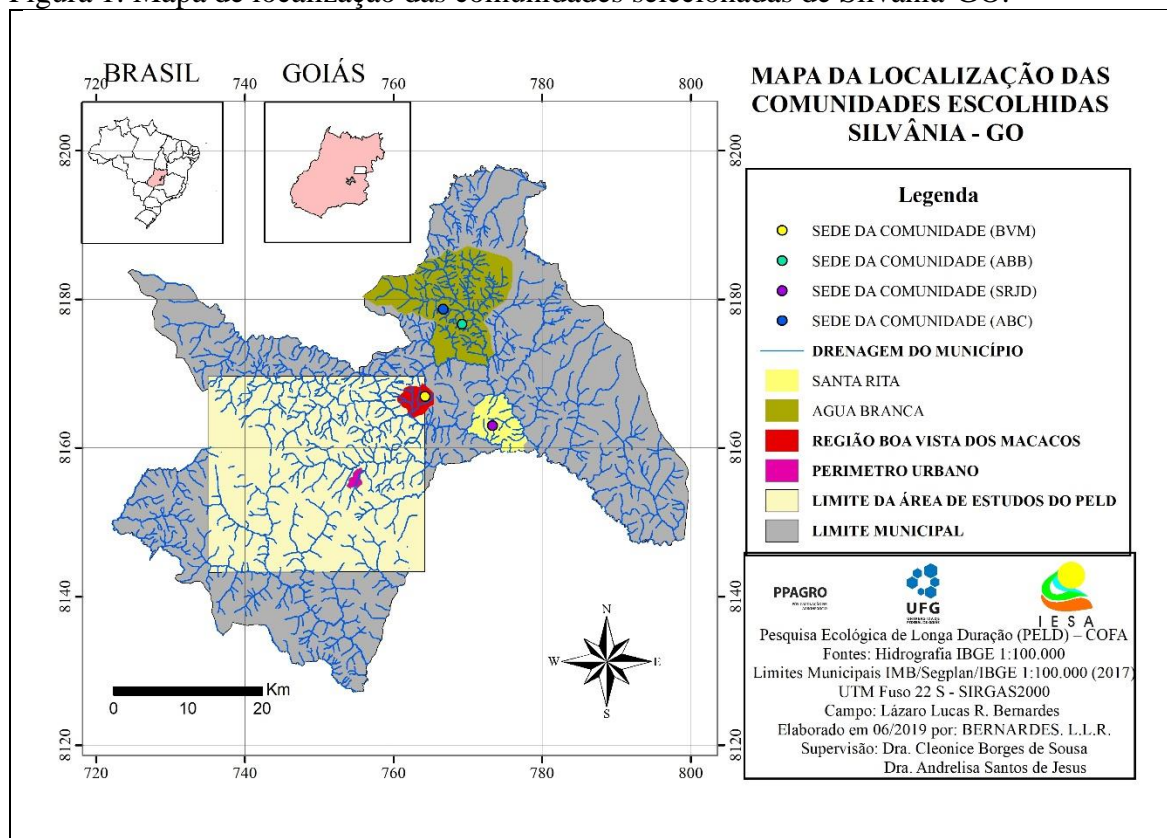 Figura 1: Mapa de localização das comunidades selecionadas de Silvânia-GO.
BRASIL
GOIÁS
720 740 760 780 800
8200
8180
8160
8140
8120
8200
8180
8160
8140
8120
720 740 760 780 800
Km
0 10 20
N
W E
S
MAPA DA LOCALIZAÇÃO DAS
COMUNIDADES ESCOLHIDAS
SILVÂNIA - GO
Legenda
SEDE DA COMUNIDADE (BVM)
SEDE DA COMUNIDADE (ABB)
SEDE DA COMUNIDADE (SRJD)
SEDE DA COMUNIDADE (ABC)
DRENAGEM DO MUNICÍPIO
SANTA RITA
AGUA BRANCA
REGIÃO BOA VISTA DOS MACACOS
PERIMETRO URBANO
LIMITE DA ÁREA DE ESTUDOS DO PELD
LIMITE MUNICIPAL
PPAGRO
UFG
IESA
Pesquisa Ecológica de Longa Duração (PELD) – COFA
Fontes: Hidrografia IBGE 1:100.000
Limites Municipais IMB/Segplan/IBGE 1:100.000 (2017)
UTM Fuso 22 S - SIRGAS2000
Campo: Lázaro Lucas R. Bernardes
Elaborado em 06/2019 por: BERNARDES, L.L.R.
Supervisão: Dra. Cleonice Borges de Sousa
Dra. Andrelisa Santos de Jesus